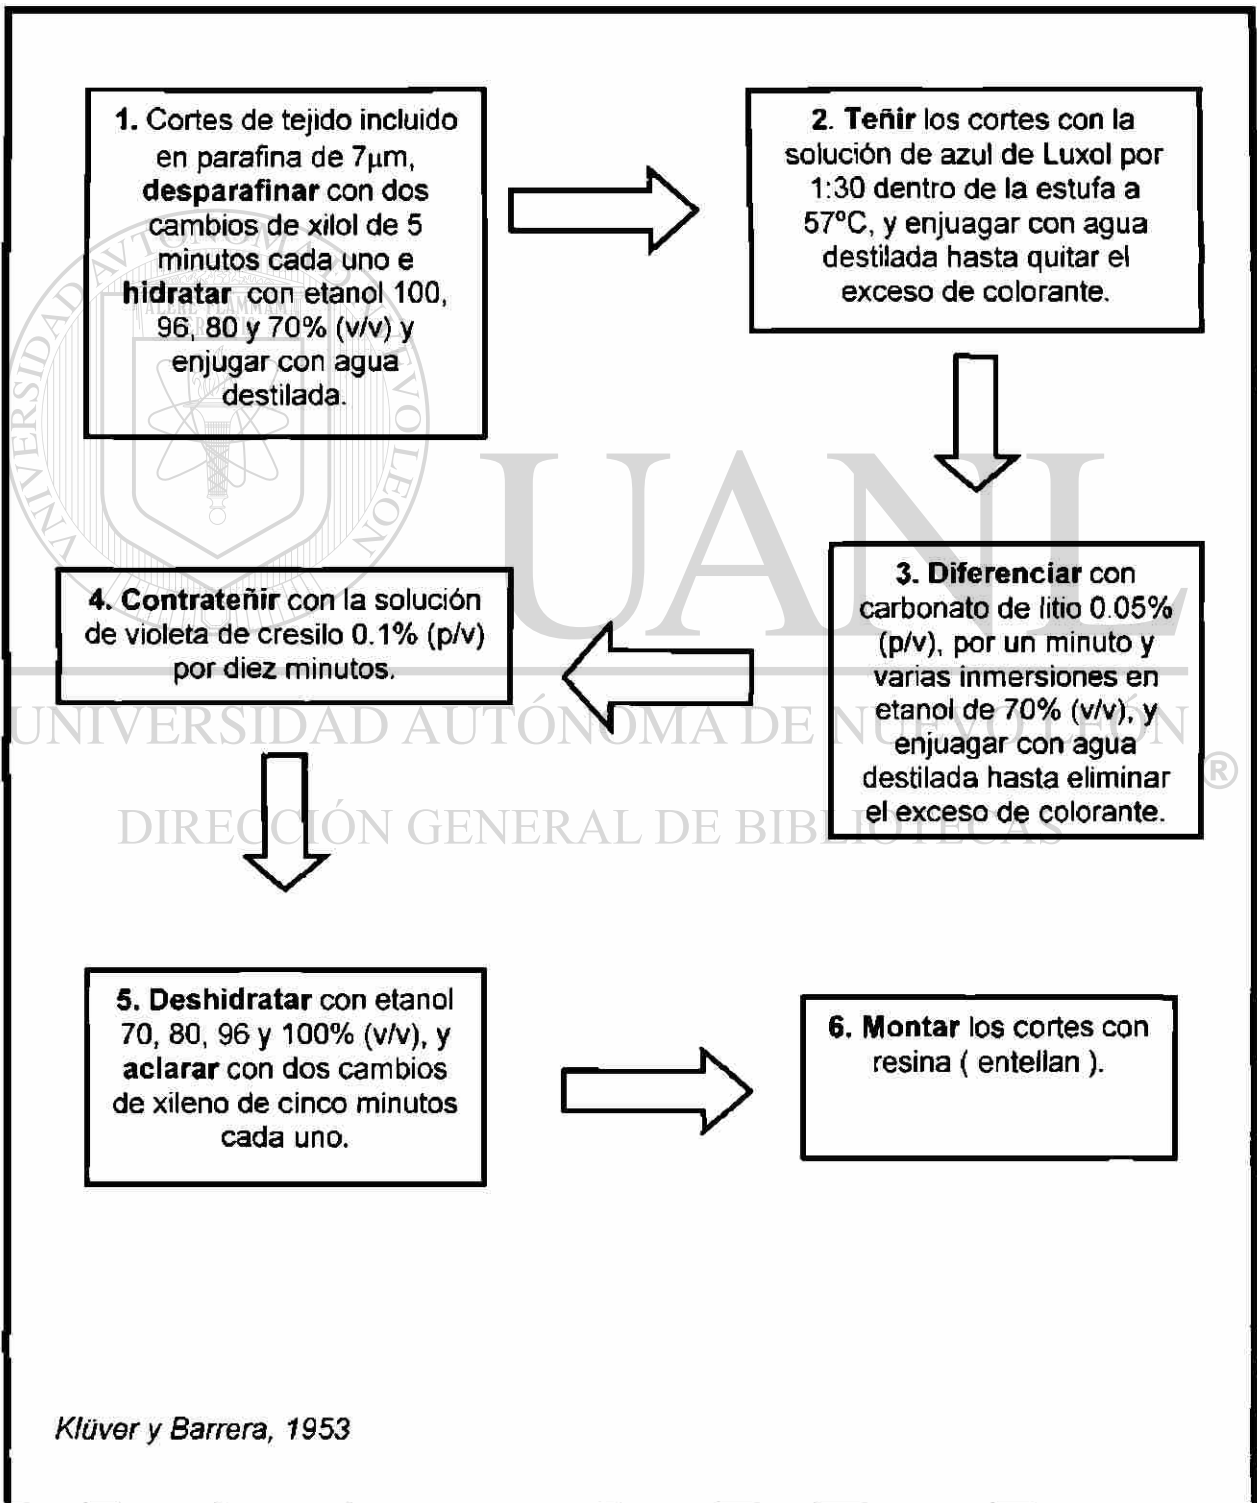 1. Cortes de tejido incluido
en parafina de 7µm,
desparafinar con dos
cambios de xilol de 5
minutos cada uno e
hidratar con etanol 100,
96, 80 y 70% (v/v) y
enjugar con agua
destilada.
2. Teñir los cortes con la
solución de azul de Luxol por
1:30 dentro de la estufa a
57ºC, y enjuagar con agua
destilada hasta quitar el
exceso de colorante.
3. Diferenciar con
carbonato de litio 0.05%
(p/v), por un minuto y
varias inmersiones en
etanol de 70% (v/v), y
enjuagar con agua
destilada hasta eliminar
el exceso de colorante.
4. Contrateñir con la solución
de violeta de cresilo 0.1% (p/v)
por diez minutos.
5. Deshidratar con etanol
70, 80, 96 y 100% (v/v), y
aclarar con dos cambios
de xileno de cinco minutos
cada uno.
6. Montar los cortes con
resina ( entellan ).
Klüver y Barrera, 1953
UANL
UNIVERSIDAD AUTÓNOMA DE NUEVO LEÓN
®
DIRECCIÓN GENERAL DE BIBLIOTECAS
ALERE FLAMMAM